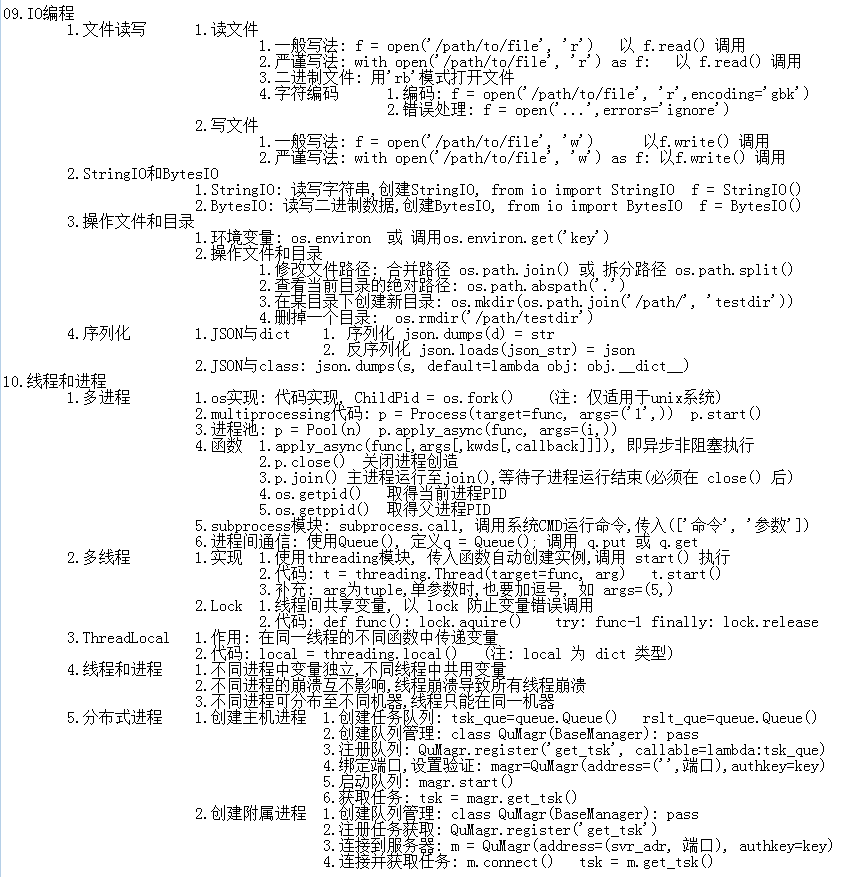 09.IO编程
1.文件读写 1.读文件
1.一般写法: f = open('/path/to/file', 'r') 以 f.read() 调用
2.严谨写法: with open('/path/to/file', 'r') as f: 以 f.read() 调用
3.二进制文件: 用'rb'模式打开文件
4.字符编码 1.编码: f = open('/path/to/file', 'r',encoding='gbk')
2.错误处理: f = open('...',errors='ignore')
2.写文件
1.一般写法: f = open('/path/to/file', 'w') 以f.write() 调用
2.严谨写法: with open('/path/to/file', 'w') as f: 以f.write() 调用
2.StringIO和BytesIO
1.StringIO: 读写字符串,创建StringIO, from io import StringIO f = StringIO()
2.BytesIO: 读写二进制数据,创建BytesIO, from io import BytesIO f = BytesIO()
3.操作文件和目录
1.环境变量: os.environ 或 调用os.environ.get('key')
2.操作文件和目录
1.修改文件路径: 合并路径 os.path.join() 或 拆分路径 os.path.split()
2.查看当前目录的绝对路径: os.path.abspath('.')
3.在某目录下创建新目录: os.mkdir(os.path.join('/path/', 'testdir'))
4.删掉一个目录: os.rmdir('/path/testdir')
4.序列化 1.JSON与dict 1. 序列化 json.dumps(d) = str
2. 反序列化 json.loads(json_str) = json
2.JSON与class: json.dumps(s, default=lambda obj: obj.__dict__)
10.线程和进程
1.多进程 1.os实现: 代码实现, ChildPid = os.fork() (注: 仅适用于unix系统)
2.multiprocessing代码: p = Process(target=func, args=('1',)) p.start()
3.进程池: p = Pool(n) p.apply_async(func, args=(i,))
4.函数 1.apply_async(func[,args[,kwds[,callback]]]), 即异步非阻塞执行
2.p.close() 关闭进程创造
3.p.join() 主进程运行至join(),等待子进程运行结束(必须在 close() 后)
4.os.getpid() 取得当前进程PID
5.os.getppid() 取得父进程PID
5.subprocess模块: subprocess.call, 调用系统CMD运行命令,传入(['命令', '参数'])
6.进程间通信: 使用Queue(), 定义q = Queue(); 调用 q.put 或 q.get
2.多线程 1.实现 1.使用threading模块, 传入函数自动创建实例,调用 start() 执行
2.代码: t = threading.Thread(target=func, arg) t.start()
3.补充: arg为tuple,单参数时,也要加逗号, 如 args=(5,)
2.Lock 1.线程间共享变量, 以 lock 防止变量错误调用
2.代码: def func(): lock.aquire() try: func-1 finally: lock.release
3.ThreadLocal 1.作用: 在同一线程的不同函数中传递变量
2.代码: local = threading.local() (注: local 为 dict 类型)
4.线程和进程 1.不同进程中变量独立,不同线程中共用变量
2.不同进程的崩溃互不影响,线程崩溃导致所有线程崩溃
3.不同进程可分布至不同机器,线程只能在同一机器
5.分布式进程 1.创建主机进程 1.创建任务队列: tsk_que=queue.Queue() rslt_que=queue.Queue()
2.创建队列管理: class QuMagr(BaseManager): pass
3.注册队列: QuMagr.register('get_tsk', callable=lambda:tsk_que)
4.绑定端口,设置验证: magr=QuMagr(address=('',端口),authkey=key)
5.启动队列: magr.start()
6.获取任务: tsk = magr.get_tsk()
2.创建附属进程 1.创建队列管理: class QuMagr(BaseManager): pass
2.注册任务获取: QuMagr.register('get_tsk')
3.连接到服务器: m = QuMagr(address=(svr_adr, 端口), authkey=key)
4.连接并获取任务: m.connect() tsk = m.get_tsk()